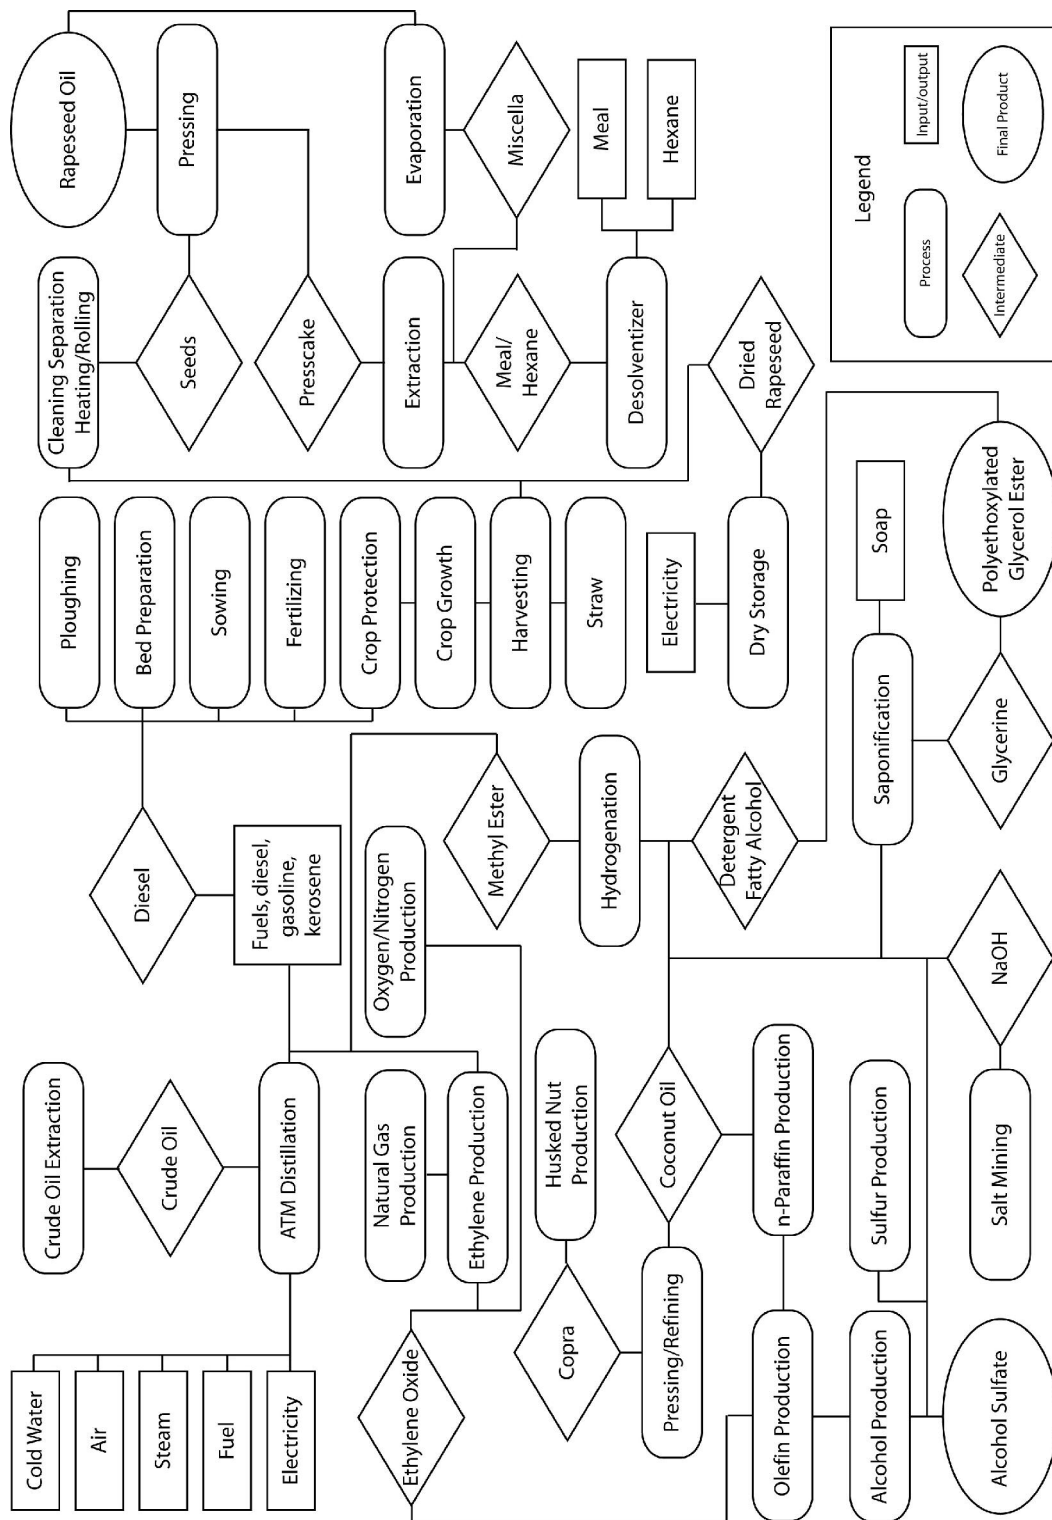 Cold Water
Air
Steam
Fuel
Electricity
Crude Oil Extraction
Crude Oil
ATM Distillation
Natural Gas
Production
Ethylene Production
Ethylene Oxide
Diesel
Fuels, diesel,
gasoline,
kerosene
Oxygen/Nitrogen
Production
Methyl Ester
Hydrogenation
Detergent
Fatty Alcohol
Husked Nut
Production
Copra
Coconut Oil
Pressing/Refining
n-Paraffin Production
Olefin Production
Sulfur Production
Alcohol Production
Alcohol Sulfate
Salt Mining
NaOH
Saponification
Soap
Glycerine
Polyethoxylated
Glycerol Ester
Ploughing
Bed Preparation
Sowing
Fertilizing
Crop Protection
Crop Growth
Harvesting
Straw
Electricity
Dry Storage
Dried
Rapeseed
Cleaning Separation
Heating/Rolling
Seeds
Presscake
Extraction
Meal/
Hexane
Desolventizer
Rapeseed Oil
Pressing
Evaporation
Miscella
Meal
Hexane
Legend
Process
Input/output
Intermediate
Final Product